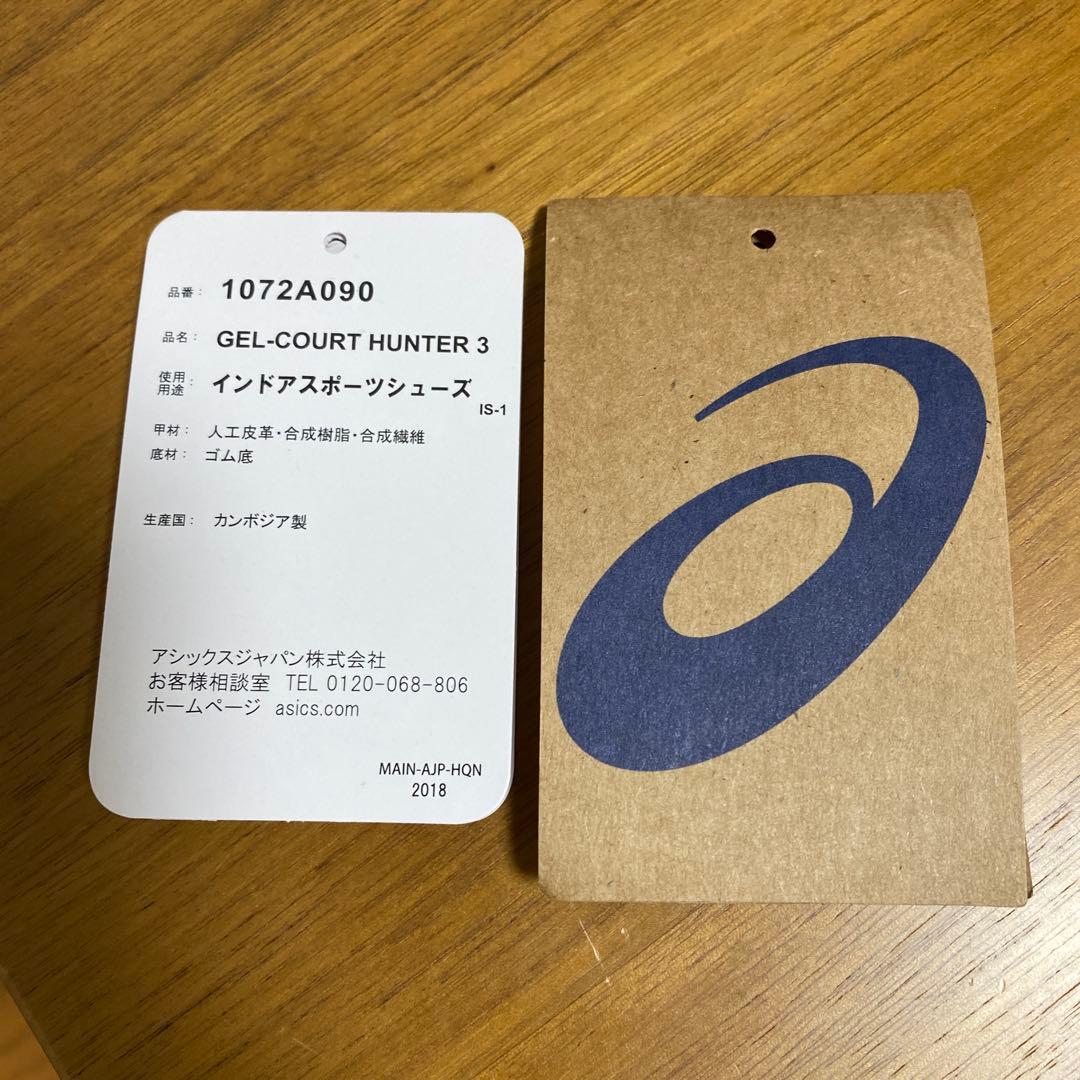 品番： 1072A090
品名： GEL-COURT HUNTER 3
使用用途： インドアスポーツシューズ
IS-1
甲材： 人工皮革・合成樹脂・合成繊維
底材： ゴム底
生産国： カンボジア製
アシックスジャパン株式会社
お客様相談室 TEL 0120-068-806
ホームページ asics.com
MAIN-AJP-HQN
2018